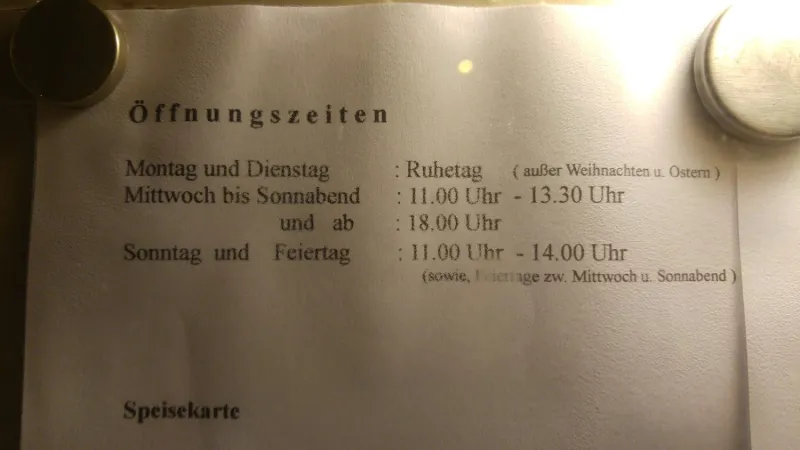 Öffnungszeiten
Montag und Dienstag : Ruhetag ( außer Weihnachten u. Ostern )
Mittwoch bis Sonnabend : 11.00 Uhr - 13.30 Uhr
und ab : 18.00 Uhr
Sonntag und Feiertag : 11.00 Uhr - 14.00 Uhr
(sowie, Feiertage zw. Mittwoch u. Sonnabend )
Speisekarte